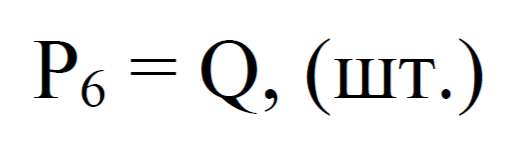 P₆ = Q, (шт.)